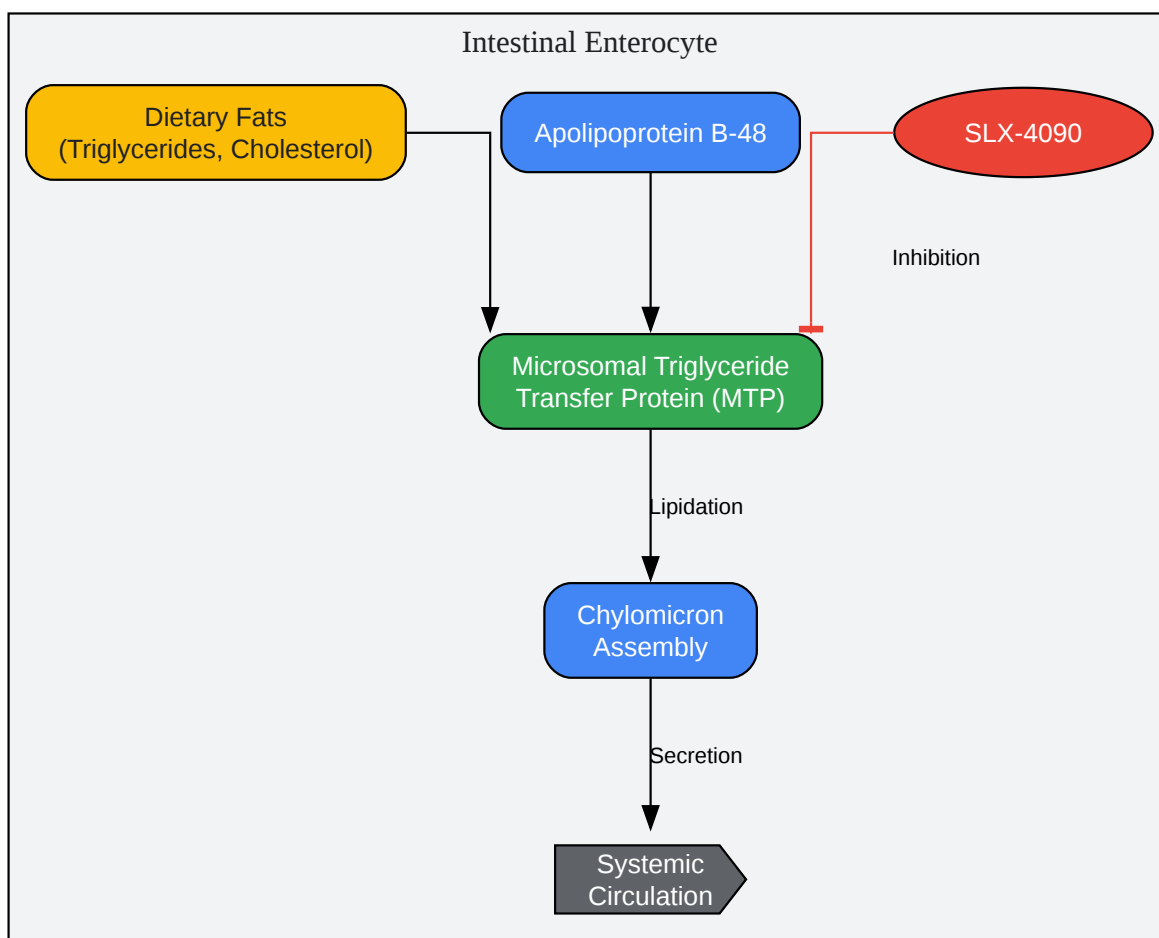 Intestinal Enterocyte
Dietary Fats
(Triglycerides, Cholesterol)
Apolipoprotein B-48
SLX-4090
Inhibition
Microsomal Triglyceride
Transfer Protein (MTP)
Lipidation
Chylomicron
Assembly
Secretion
Systemic
Circulation